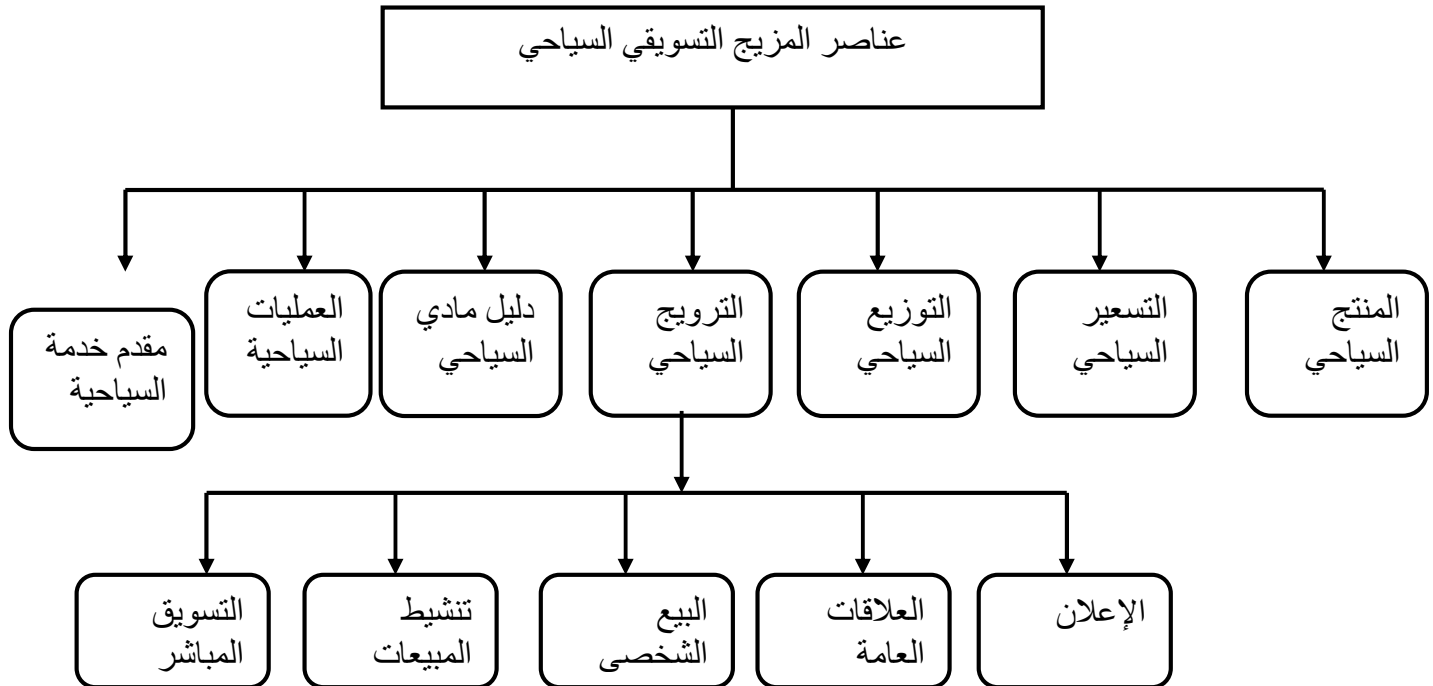 عناصر المزيج التسويقي السياحي
المنتج
السياحي
التسعير
السياحي
التوزيع
السياحي
الترويج
السياحي
دليل مادي
السياحي
العمليات
السياحية
مقدم خدمة
السياحية
الإعلان
العلاقات
العامة
البيع
الشخصى
تنشيط
المبيعات
التسويق
المباشر